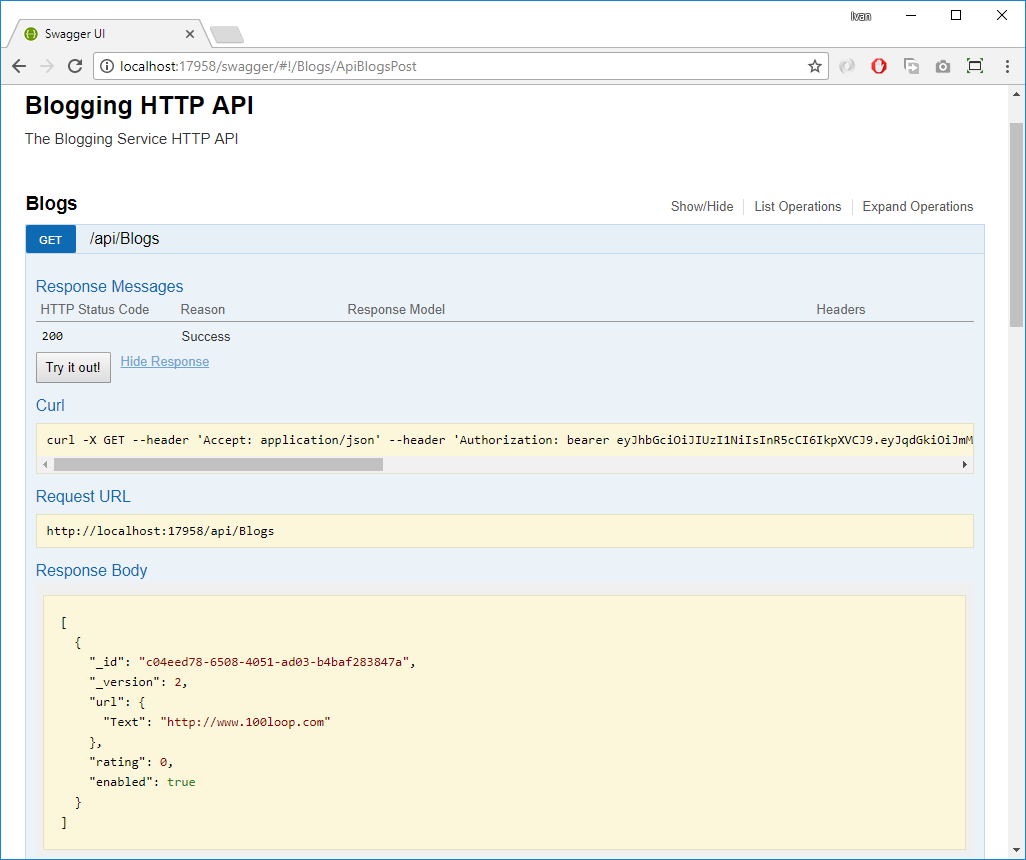 Ivan
Swagger UI
localhost:17958/swagger/#!/Blogs/ApiBlogsPost
Blogging HTTP API
The Blogging Service HTTP API
Blogs
Show/Hide
List Operations
Expand Operations
GET /api/Blogs
Response Messages
HTTP Status Code Reason Response Model Headers
200 Success
Try it out! Hide Response
Curl
curl -X GET --header 'Accept: application/json' --header 'Authorization: bearer eyJhbGciOiJIUzI1NiIsInR5cCI6IkpXVCJ9.eyJqdGkiOiJmM
Request URL
http://localhost:17958/api/Blogs
Response Body
[
{
"_id": "c04eed78-6508-4051-ad03-b4baf283847a",
"_version": 2,
"url": {
"Text": "http://www.100loop.com"
},
"rating": 0,
"enabled": true
}
]